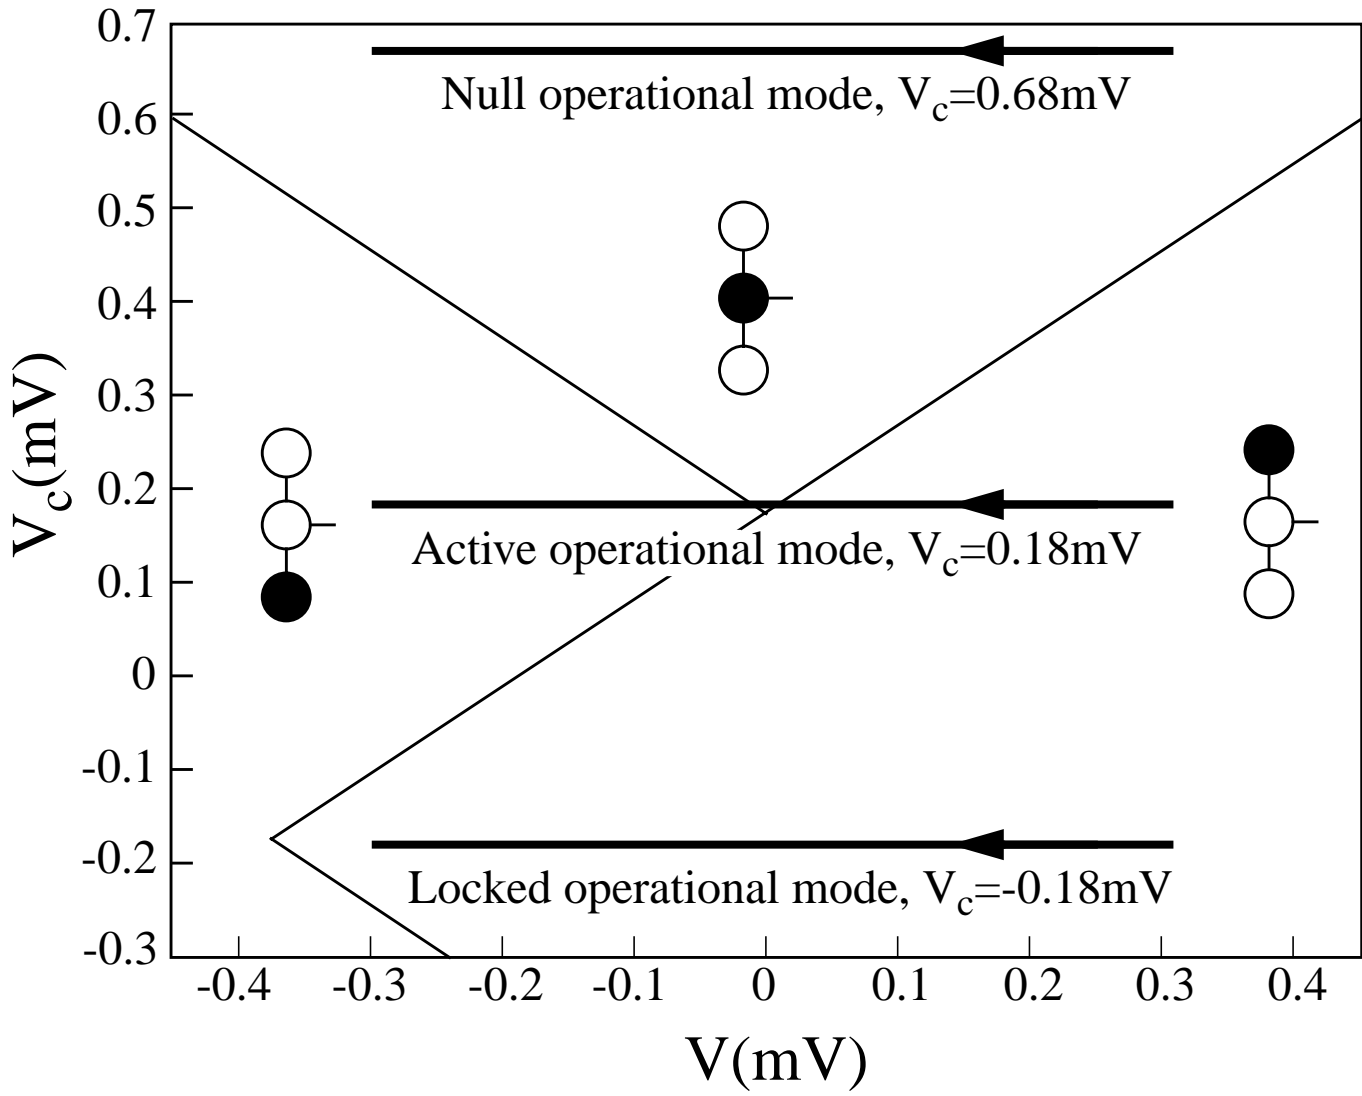 0.7
Null operational mode, Vc=0.68mV
0.6
0.5
0.4
0.3
0.2
Active operational mode, Vc=0.18mV
0.1
0
-0.1
-0.2
Locked operational mode, Vc=-0.18mV
-0.3
Vc(mV)
-0.4 -0.3 -0.2 -0.1 0 0.1 0.2 0.3 0.4
V(mV)